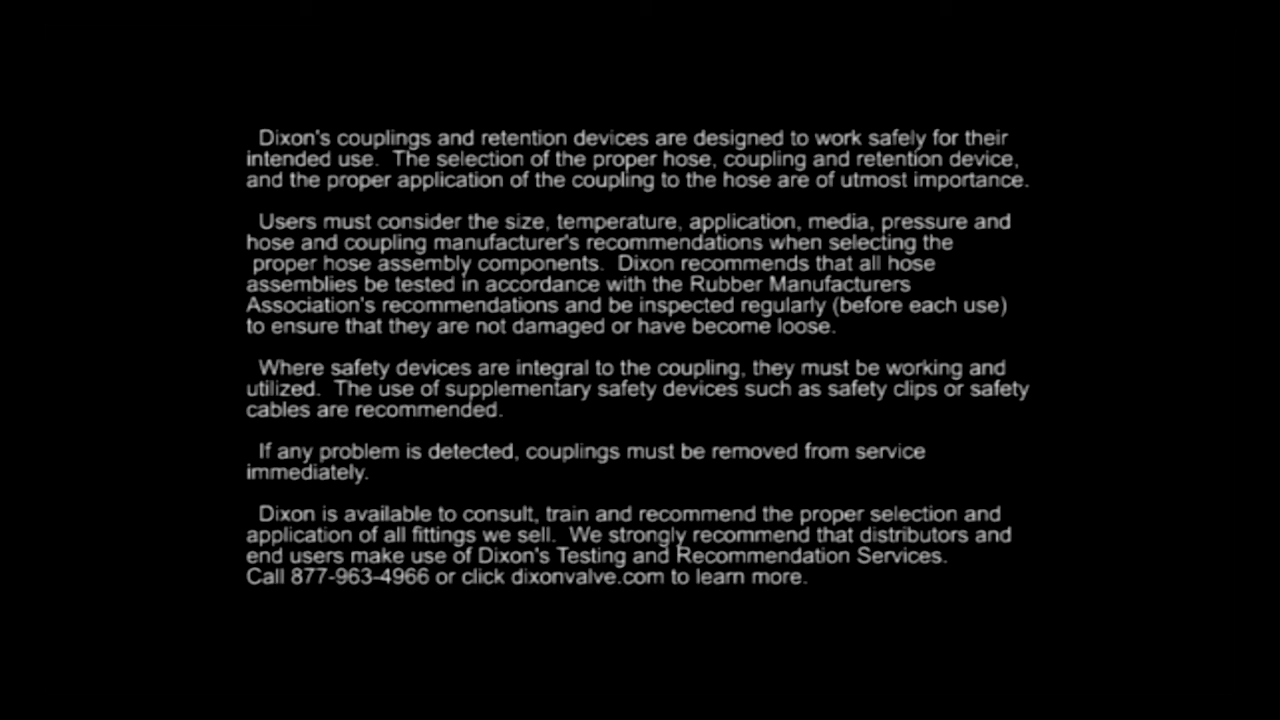 Dixon's couplings and retention devices are designed to work safely for their
intended use. The selection of the proper hose, coupling and retention device,
and the proper application of the coupling to the hose are of utmost importance.
Users must consider the size, temperature, application, media, pressure and
hose and coupling manufacturer's recommendations when selecting the
proper hose assembly components. Dixon recommends that all hose
assemblies be tested in accordance with the Rubber Manufacturers
Association's recommendations and be inspected regularly (before each use)
to ensure that they are not damaged or have become loose.
Where safety devices are integral to the coupling, they must be working and
utilized. The use of supplementary safety devices such as safety clips or safety
cables are recommended.
If any problem is detected, couplings must be removed from service
immediately.
Dixon is available to consult, train and recommend the proper selection and
application of all fittings we sell. We strongly recommend that distributors and
end users make use of Dixon's Testing and Recommendation Services.
Call 877-963-4966 or click dixonvalve.com to learn more.